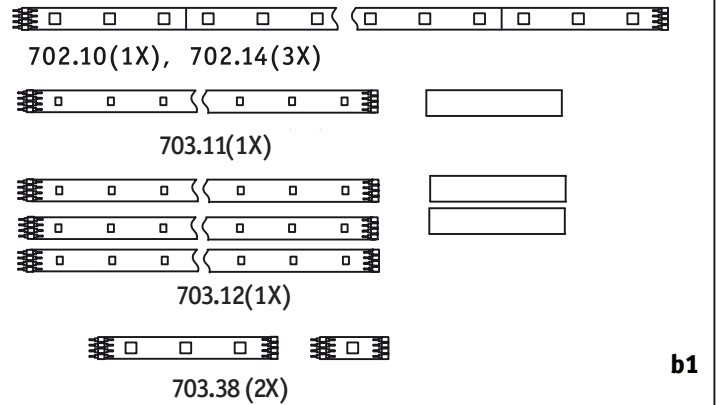 702.10(1X), 702.14(3X)
703.11(1X)
703.12(1X)
b1
703.38 (2X)